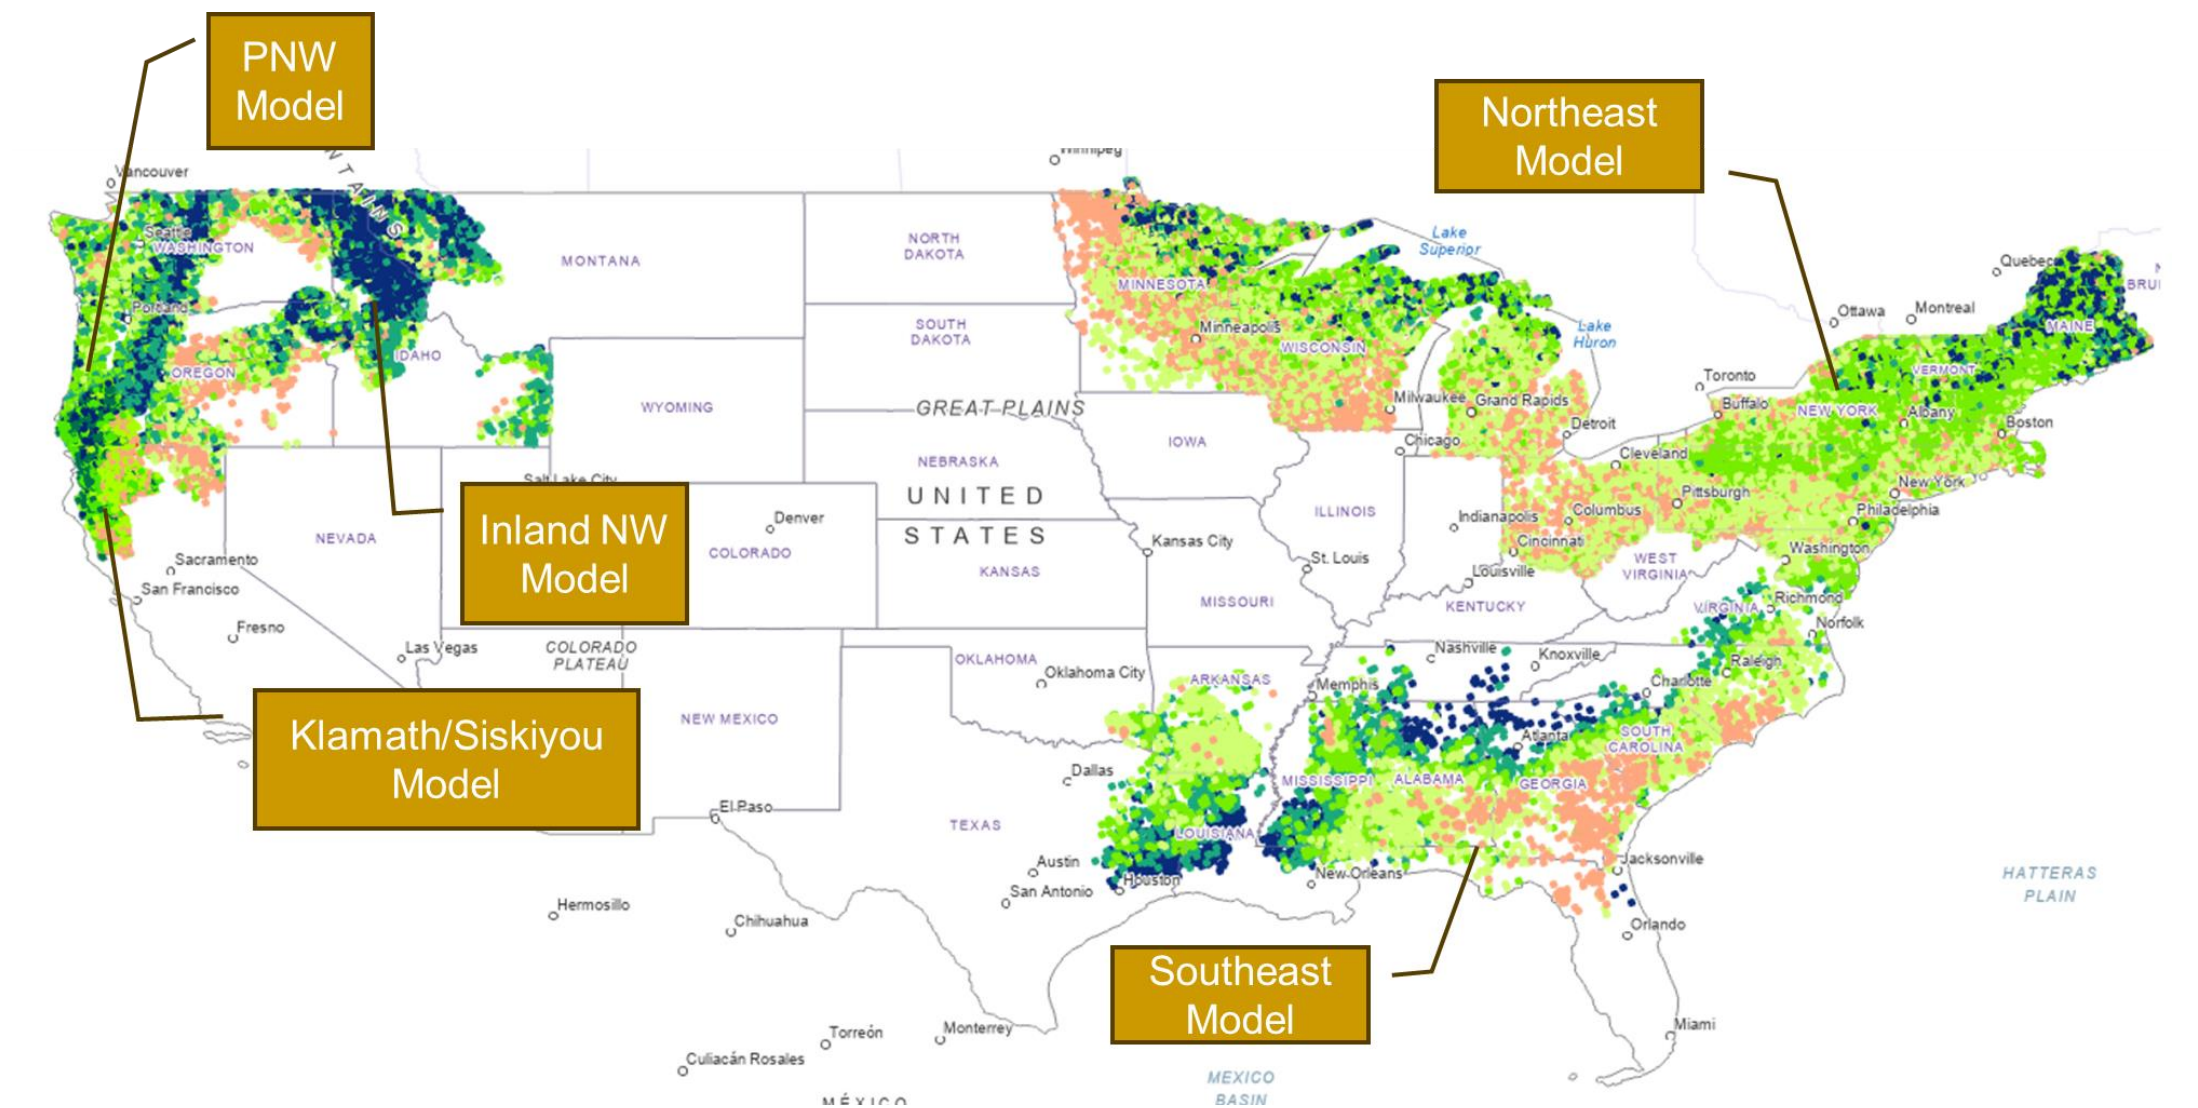 PNW
Model
Northeast
Model
Winnipeg
Vancouver
N T A I N S
Lake
Superior
Seattle
WASHINGTON
NORTH
DAKOTA
MONTANA
Quebec
MINNESOTA
MAINE
Portland
Ottawa
Montreal
Minneapolis
SOUTH
DAKOTA
Lake
Huron
WISCONSIN
IDAHO
OREGON
VERMONT
Toronto
Milwaukee
Grand Rapids
Buffalo
NEW YORK
Albany
WYOMING
GREAT PLAINS
Detroit
Boston
IOWA
Chicago
Cleveland
NEBRASKA
Salt Lake City
New York
Pittsburgh
UNITED
STATES
ILLINOIS
Indianapolis
Columbus
Philadelphia
Inland NW
Model
Denver
NEVADA
COLORADO
Kansas City
Cincinnati
Washington
Sacramento
St. Louis
WEST
VIRGINIA
KANSAS
Louisville
San Francisco
MISSOURI
KENTUCKY
VIRGINIA
Richmond
Fresno
Norfolk
Las Vegas
COLORADO
PLATEAU
OKLAHOMA
Nashville
Knoxville
Raleigh
Oklahoma City
ARKANSAS
Memphis
Charlotte
Klamath/Siskiyou
Model
NEW MEXICO
Atlanta
SOUTH
CAROLINA
Dallas
MISSISSIPPI
ALABAMA
GEORGIA
El Paso
TEXAS
LOUISIANA
Austin
Jacksonville
Houston
New Orleans
San Antonio
HATTERAS
PLAIN
Hermosillo
Chihuahua
Orlando
Southeast
Model
Torreón
Monterrey
Miami
Culiacán Rosales
MEXICO
BASIN
MÉXICO